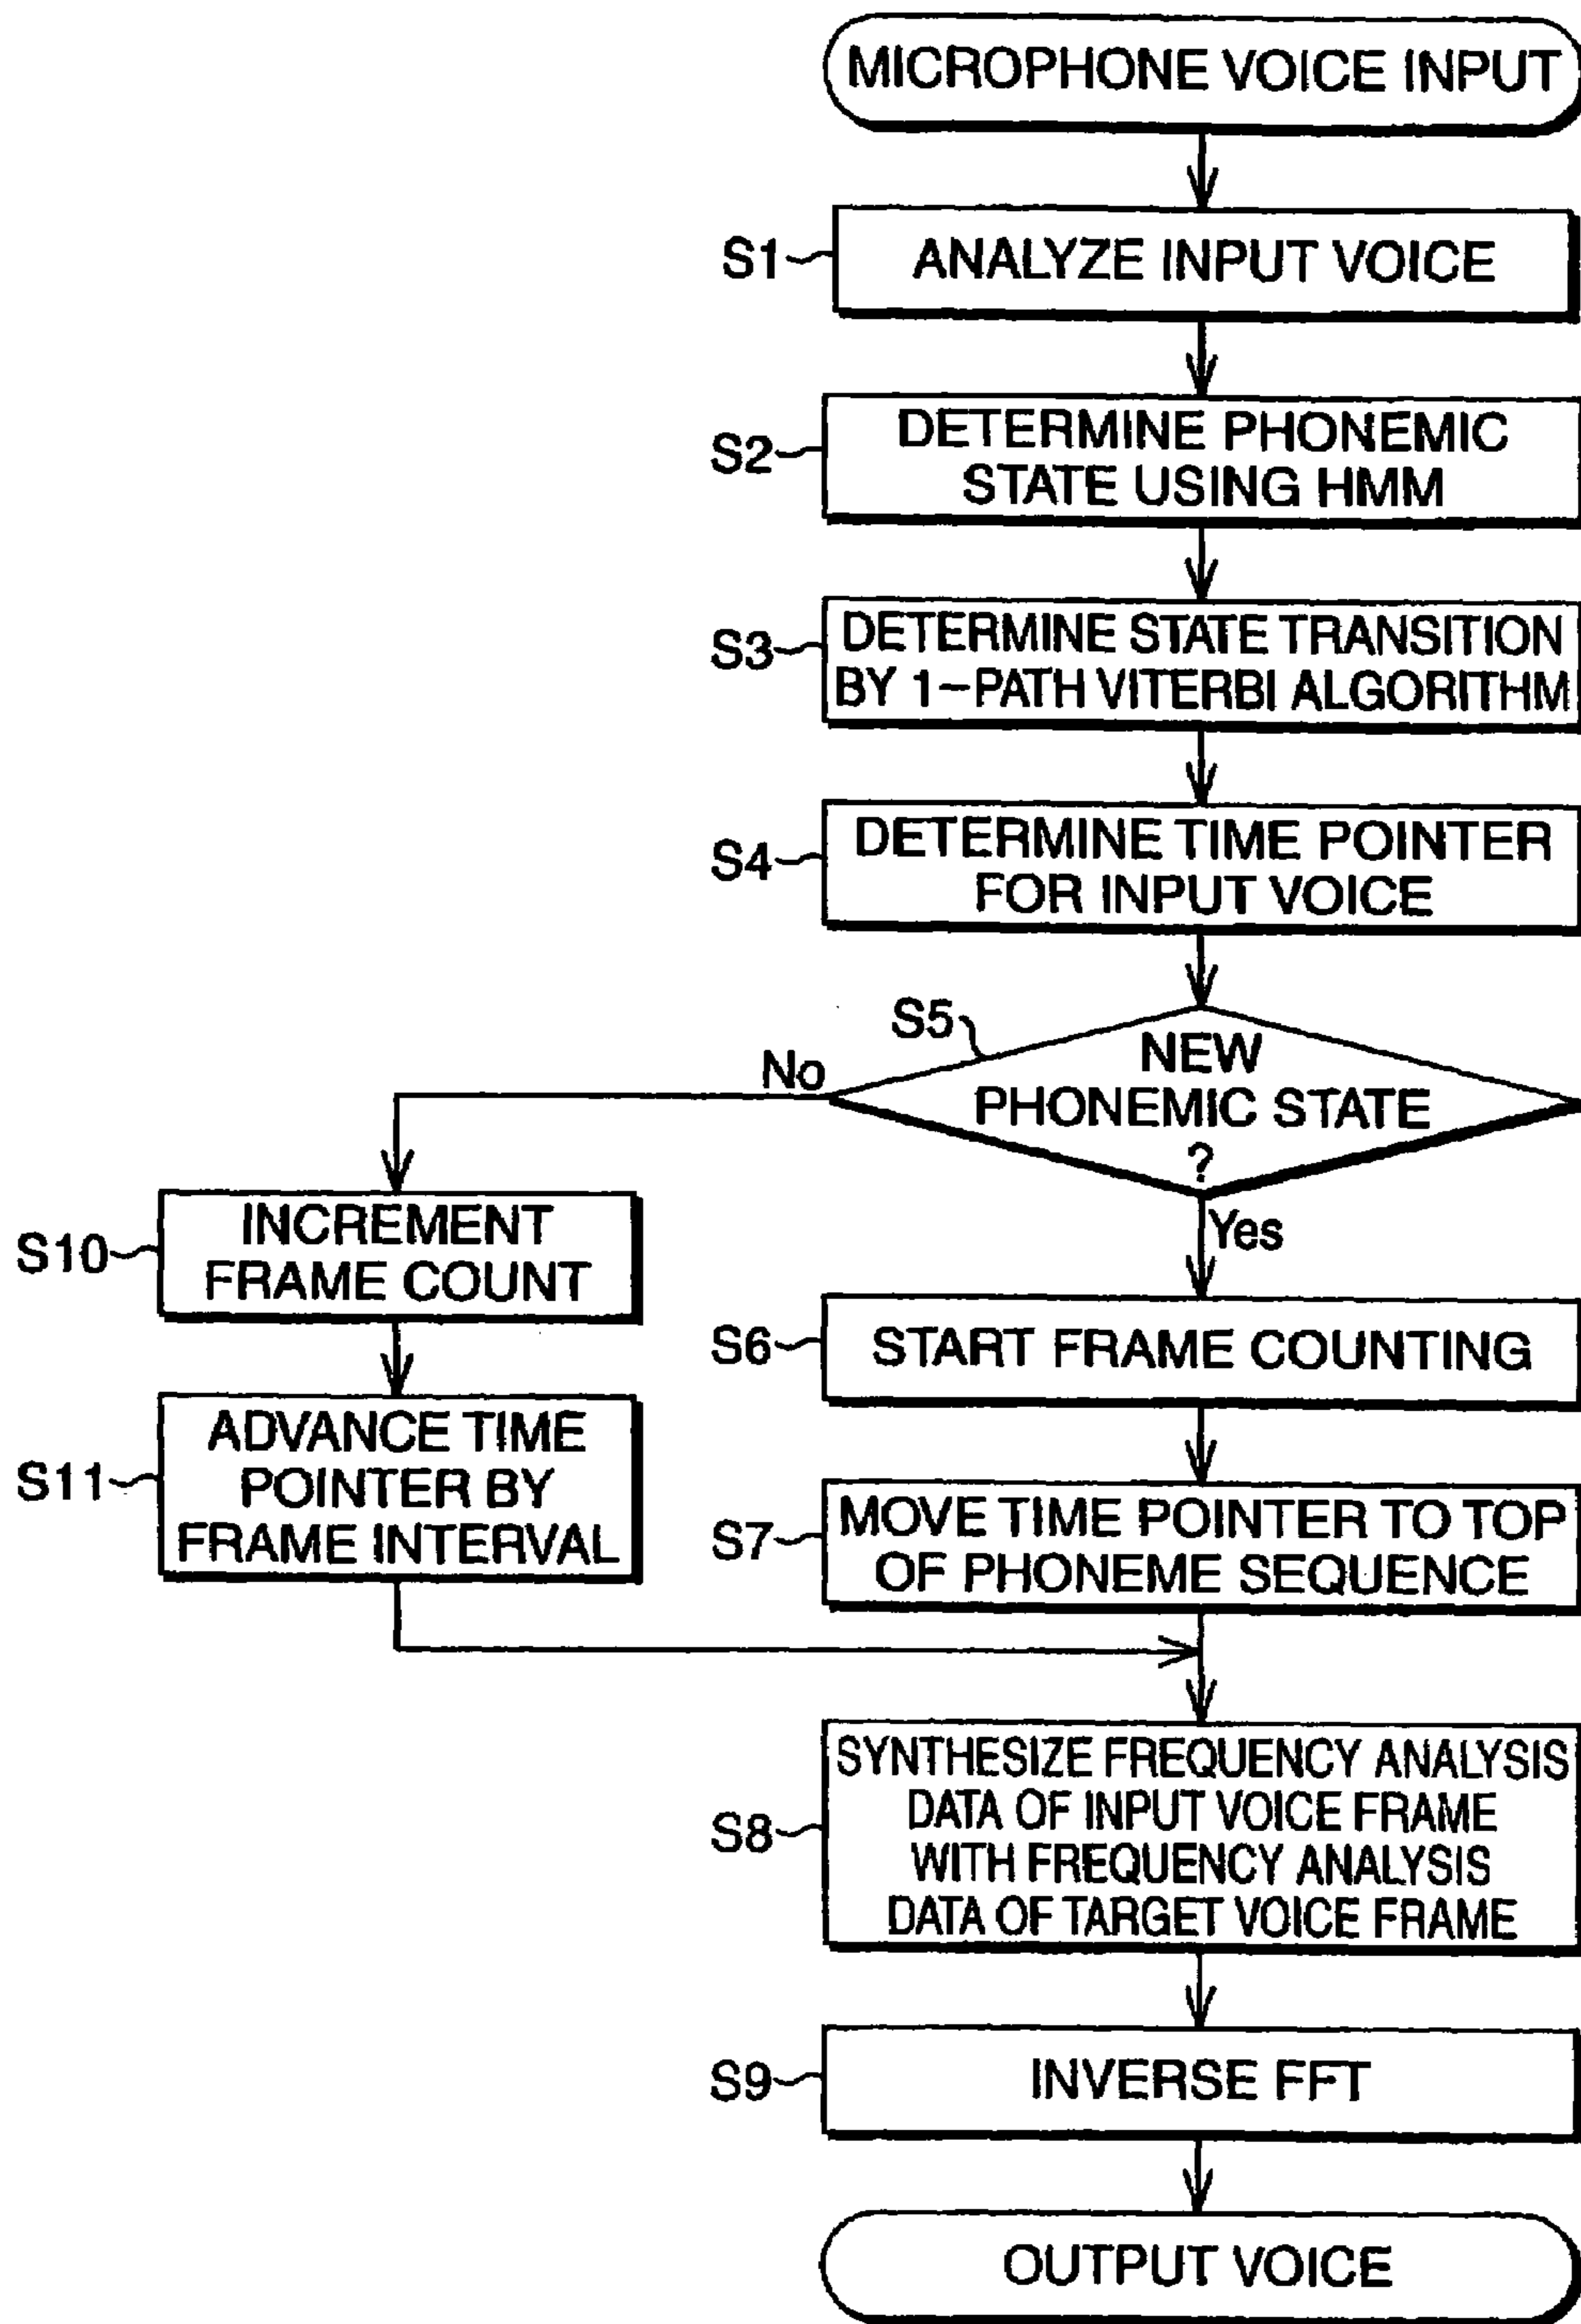 MICROPHONE VOICE INPUT
S1
ANALYZE INPUT VOICE
S2
DETERMINE PHONEMIC
STATE USING HMM
S3
DETERMINE STATE TRANSITION
BY 1-PATH VITERBI ALGORITHM
S4
DETERMINE TIME POINTER
FOR INPUT VOICE
S5
NEW
PHONEMIC STATE
?
No
Yes
S10
INCREMENT
FRAME COUNT
S11
ADVANCE TIME
POINTER BY
FRAME INTERVAL
S6
START FRAME COUNTING
S7
MOVE TIME POINTER TO TOP
OF PHONEME SEQUENCE
S8
SYNTHESIZE FREQUENCY ANALYSIS
DATA OF INPUT VOICE FRAME
WITH FREQUENCY ANALYSIS
DATA OF TARGET VOICE FRAME
S9
INVERSE FFT
OUTPUT VOICE